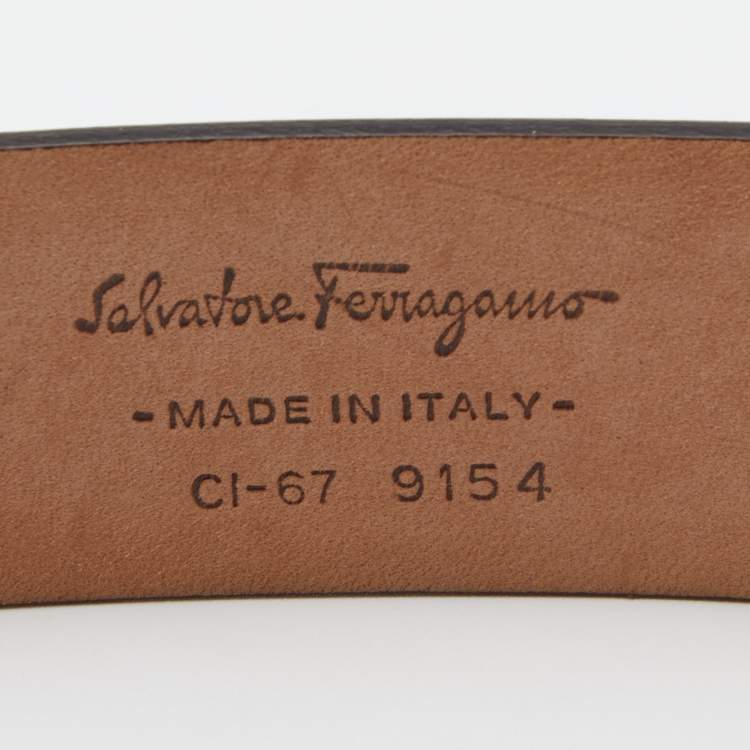 Salvatore Ferragamo
- MADE IN ITALY -
CI-67 9154